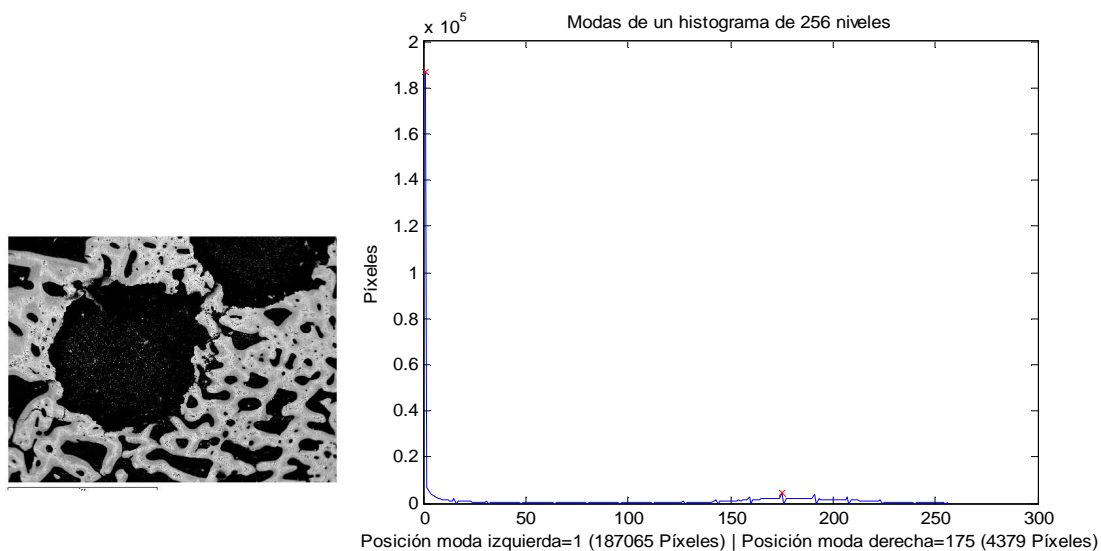 Modas de un histograma de 256 niveles
x 10^5
2
1.8
1.6
1.4
1.2
1
0.8
0.6
0.4
0.2
0
Píxeles
0 50 100 150 200 250 300
Posición moda izquierda=1 (187065 Píxeles) | Posición moda derecha=175 (4379 Píxeles)